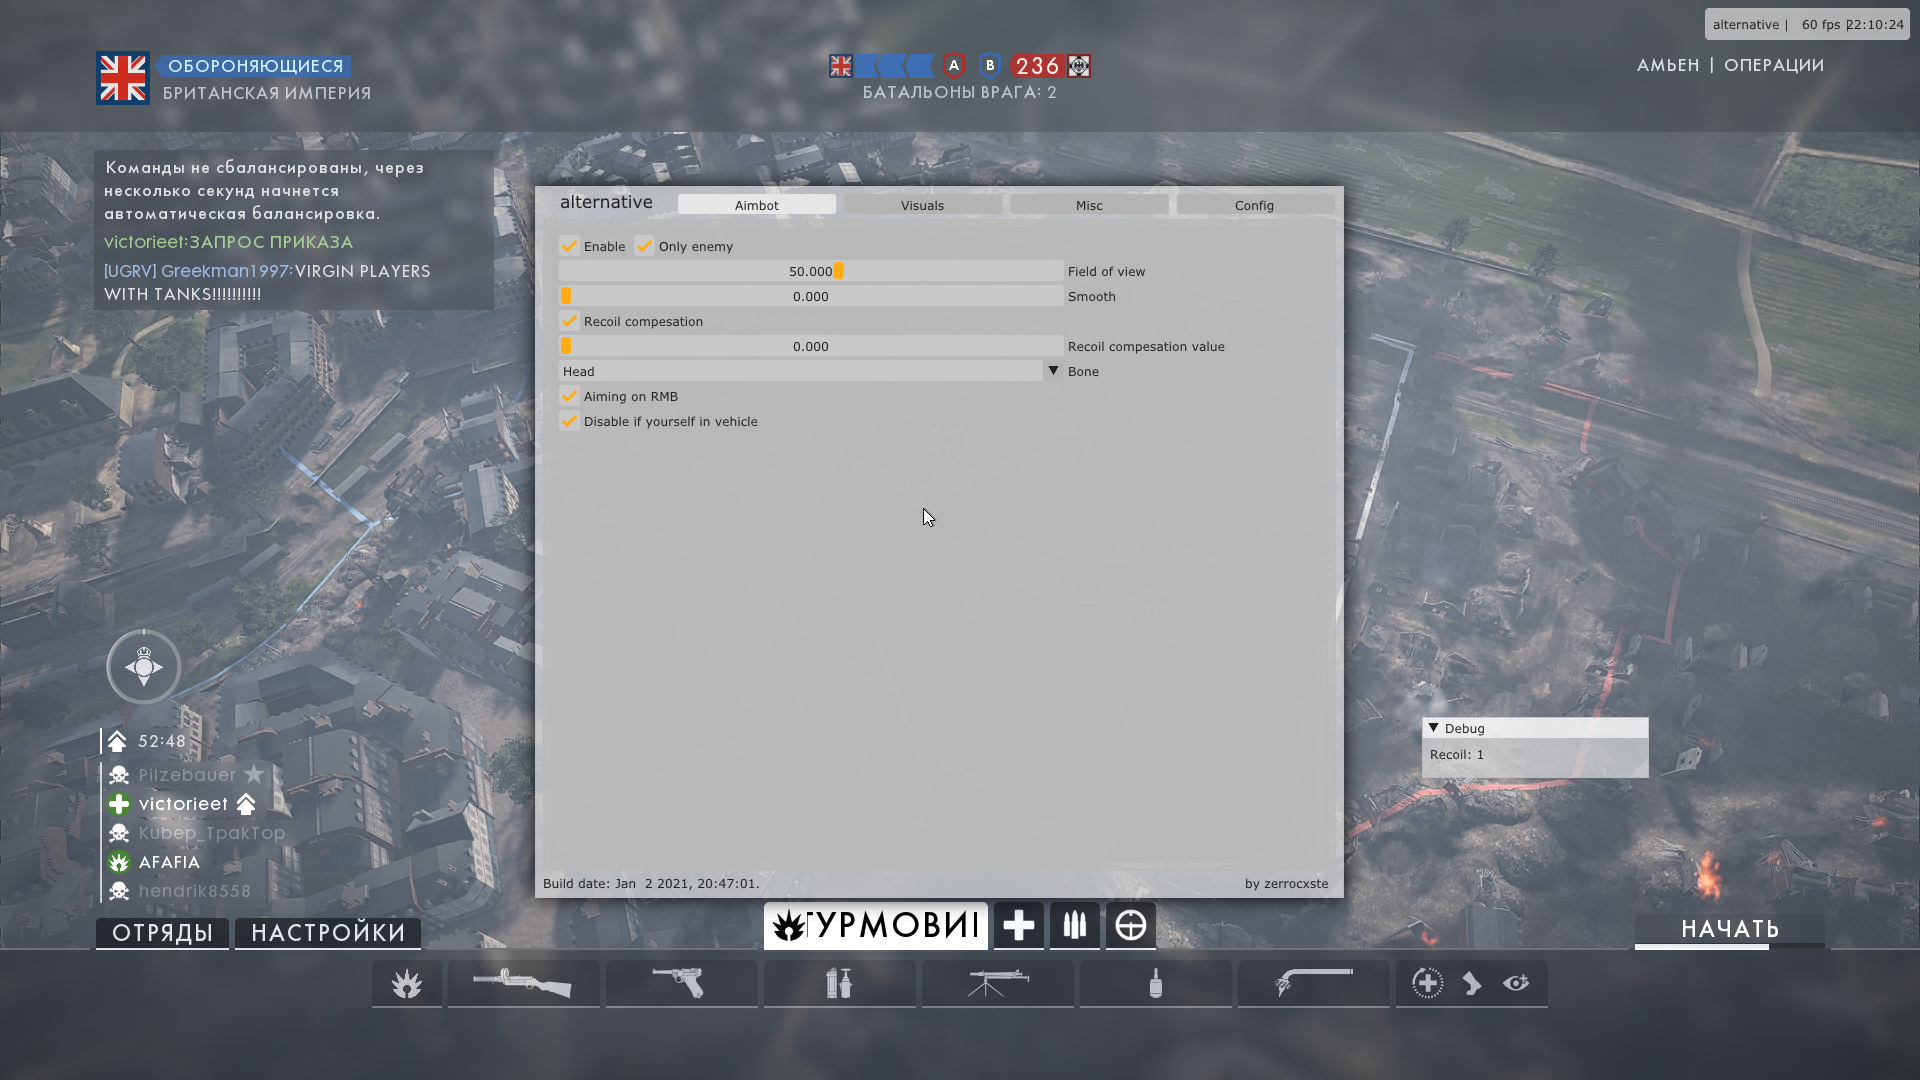 alternative | 60 fps |22:10:24
ОБОРОНЯЮЩИЕСЯ
БРИТАНСКАЯ ИМПЕРИЯ
A B 236
БАТАЛЬОНЫ ВРАГА: 2
АМЬЕН | ОПЕРАЦИИ
Команды не сбалансированы, через
несколько секунд начнется
автоматическая балансировка.
victorieet:ЗАПРОС ПРИКАЗА
[UGRV] Greekman1997:VIRGIN PLAYERS
WITH TANKS!!!!!!!!!!
alternative Aimbot Visuals Misc Config
Enable Only enemy
50.000 Field of view
0.000 Smooth
Recoil compesation
0.000 Recoil compesation value
Head Bone
Aiming on RMB
Disable if yourself in vehicle
Build date: Jan 2 2021, 20:47:01. by zerrocxste
Debug
Recoil: 1
52:48
Pilzebauer
victorieet
Kuбep_TpakTop
AFAFIA
hendrik8558
ОТРЯДЫ НАСТРОЙКИ
ТУРМОВИ
НАЧАТЬ